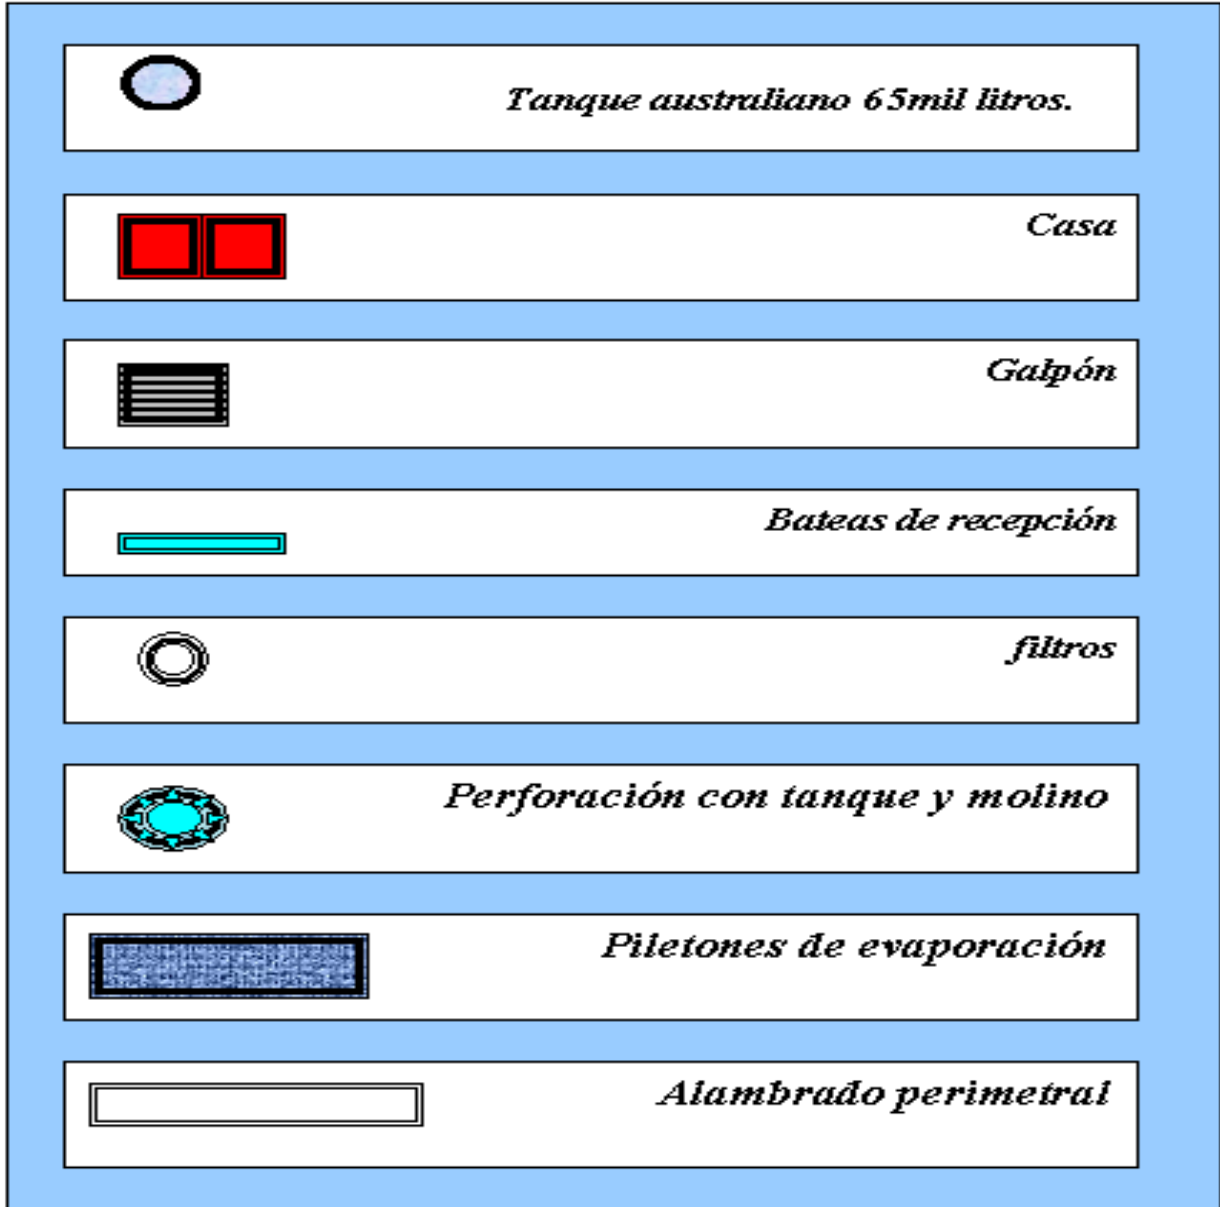 Tanque australiano 65mil litros.
Casa
Galpón
Bateas de recepción
filtros
Perforación con tanque y molino
Piletones de evaporación
Alambrado perimetral